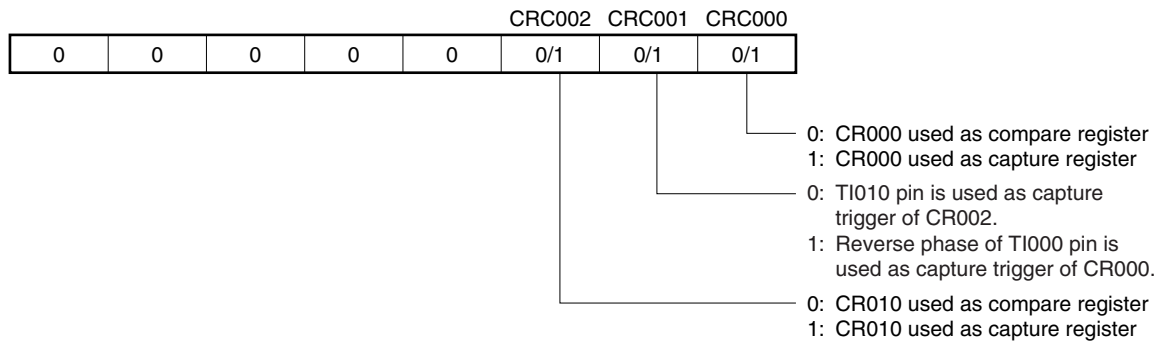 CRC002 CRC001 CRC000
0 0 0 0 0 0/1 0/1 0/1
0: CR000 used as compare register
1: CR000 used as capture register
0: TI010 pin is used as capture
trigger of CR002.
1: Reverse phase of TI000 pin is
used as capture trigger of CR000.
0: CR010 used as compare register
1: CR010 used as capture register